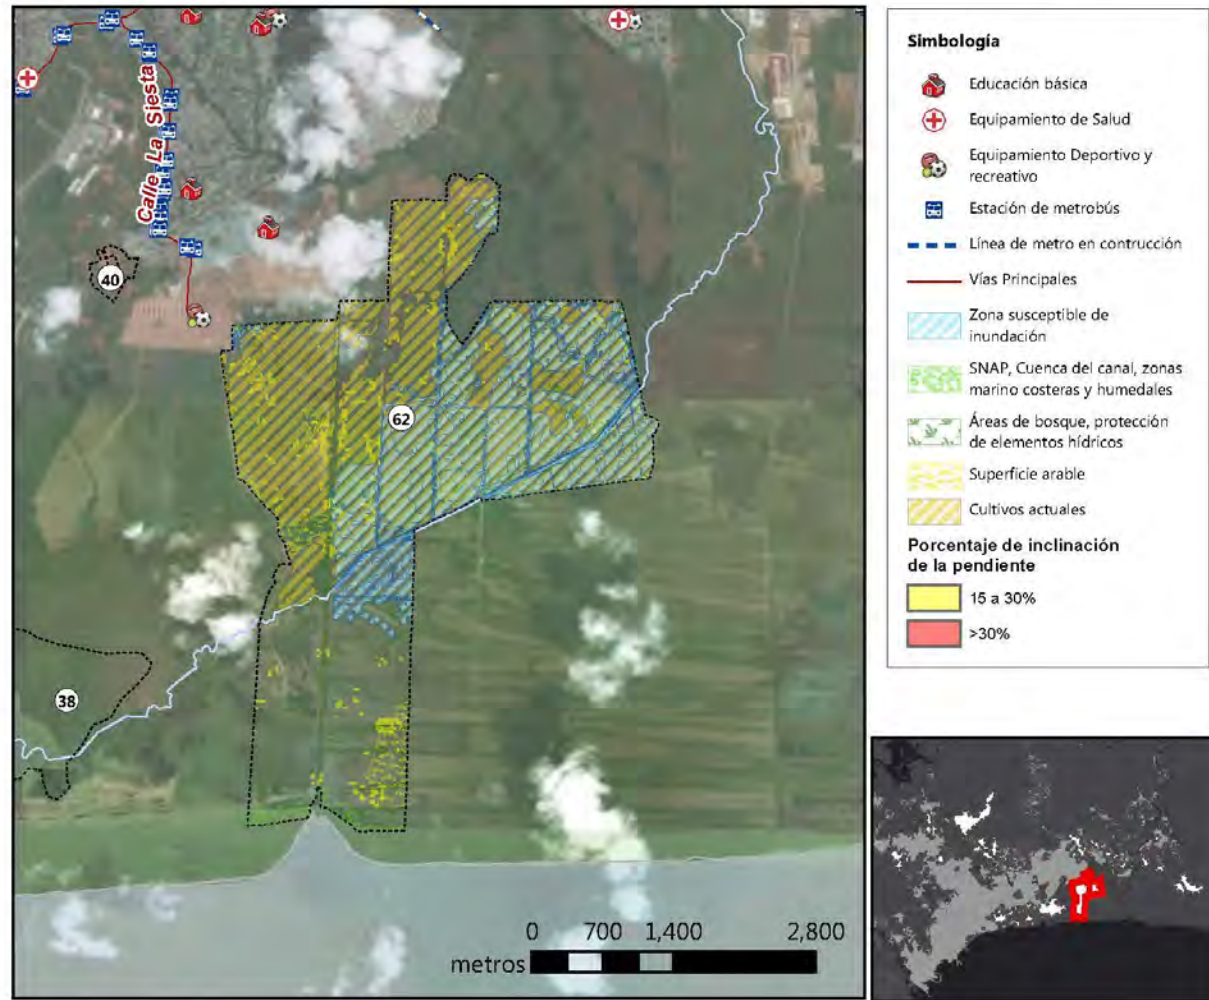 Calle La Siesta
40
62
38
0 700 1,400 2,800
metros
Simbología
Educación básica
Equipamiento de Salud
Equipamiento Deportivo y
recreativo
Estación de metrobús
Línea de metro en contrucción
Vías Principales
Zona susceptible de
inundación
SNAP, Cuenca del canal, zonas
marino costeras y humedales
Áreas de bosque, protección
de elementos hídricos
Superficie arable
Cultivos actuales
Porcentaje de inclinación
de la pendiente
15 a 30%
>30%